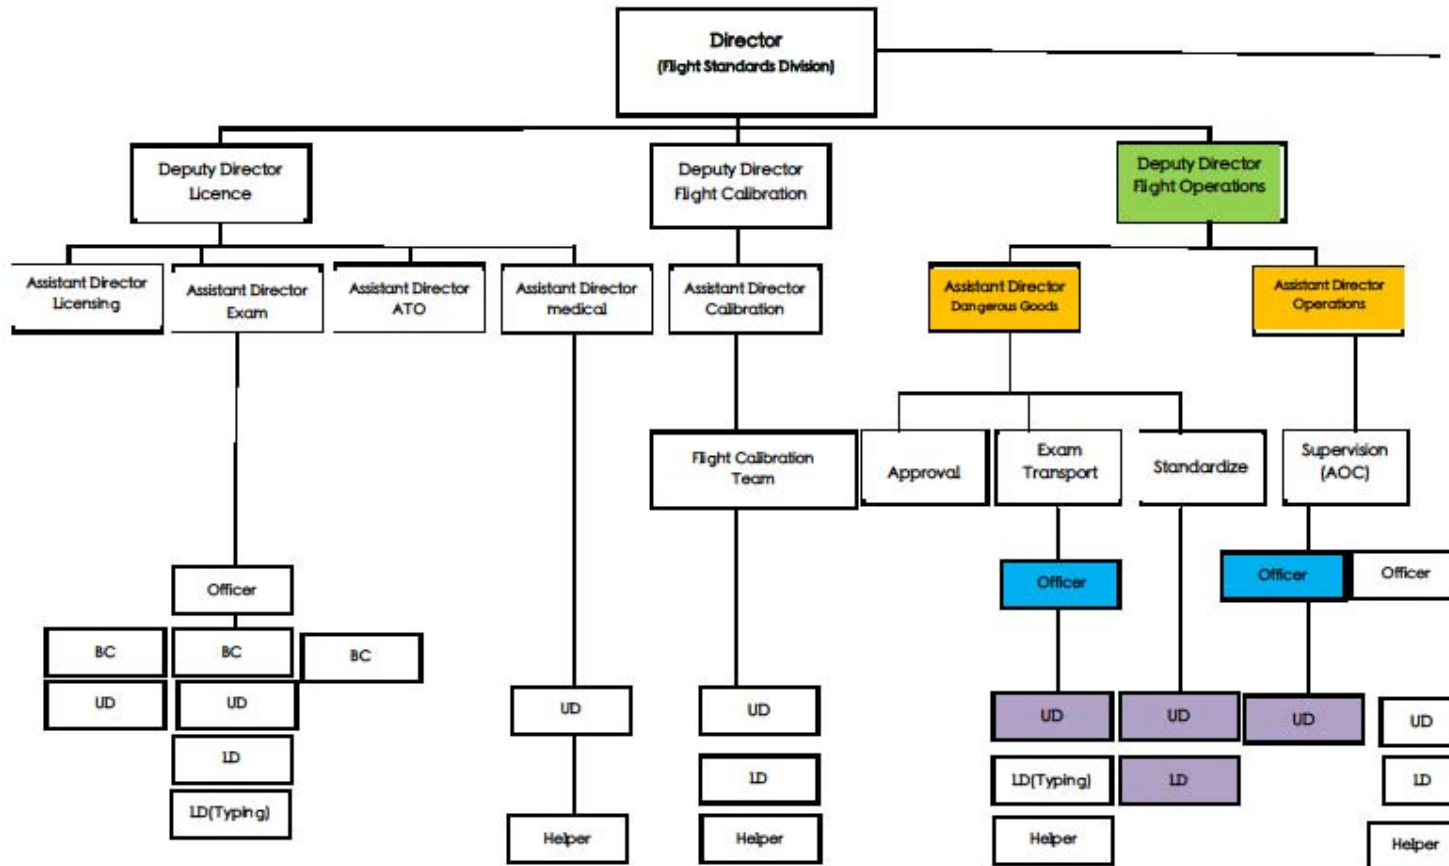 Director
(Flight Standards Division)
Deputy Director
Licence
Deputy Director
Flight Calibration
Deputy Director
Flight Operations
Assistant Director
Licensing
Assistant Director
Exam
Assistant Director
ATO
Assistant Director
medical
Assistant Director
Calibration
Assistant Director
Dangerous Goods
Assistant Director
Operations
Flight Calibration
Team
Approval
Exam
Transport
Standardize
Supervision
(AOC)
Officer
Officer
Officer
Officer
BC
BC
BC
UD
UD
UD
UD
UD
UD
UD
UD
LD
LD
LD(Typing)
LD
LD
LD(Typing)
Helper
Helper
Helper
Helper